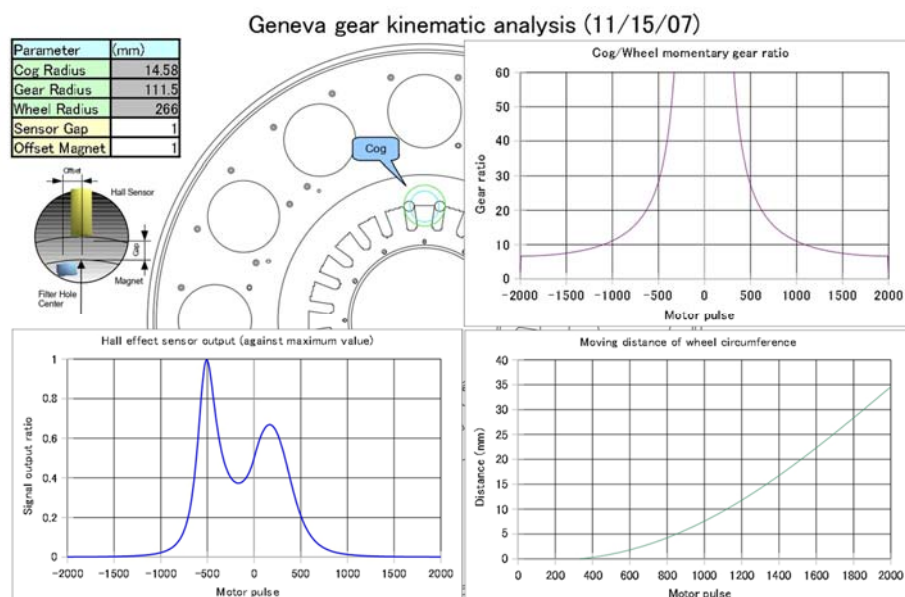 Geneva gear kinematic analysis (11/15/07)
Parameter (mm)
Cog Radius 14.58
Gear Radius 111.5
Wheel Radius 266
Sensor Gap 1
Offset Magnet 1
Offset
Hall Sensor
Gap
Magnet
Filter Hole
Center
Cog
Cog/Wheel momentary gear ratio
Gear ratio
60
50
40
30
20
10
0
-2000 -1500 -1000 -500 0 500 1000 1500 2000
Motor pulse
Hall effect sensor output (against maximum value)
Signal output ratio
1
0.8
0.6
0.4
0.2
0
-2000 -1500 -1000 -500 0 500 1000 1500 2000
Motor pulse
Moving distance of wheel circumference
Distance (mm)
40
35
30
25
20
15
10
5
0
0 200 400 600 800 1000 1200 1400 1600 1800 2000
Motor pulse